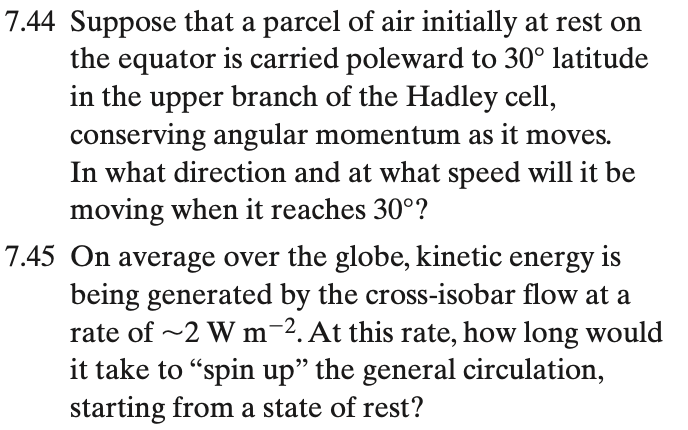 7.44 Suppose that a parcel of air initially at rest on
the equator is carried poleward to 30° latitude
in the upper branch of the Hadley cell,
conserving angular momentum as it moves.
In what direction and at what speed will it be
moving when it reaches 30°?
7.45 On average over the globe, kinetic energy is
being generated by the cross-isobar flow at a
rate of ~2 W m⁻². At this rate, how long would
it take to “spin up” the general circulation,
starting from a state of rest?